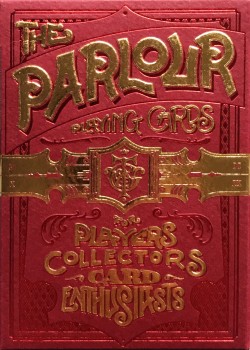 THE
PARLOUR
PLAYING CARDS
FOR
PLAYERS
COLLECTORS
CARD
ENTHUSIASTS